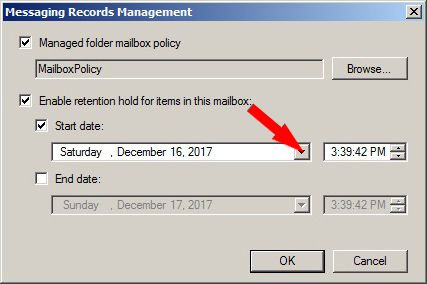 Messaging Records Management
Managed folder mailbox policy
MailboxPolicy
Browse...
Enable retention hold for items in this mailbox:
Start date:
Saturday , December 16, 2017 3:39:42 PM
End date:
Sunday , December 17, 2017 3:39:42 PM
OK Cancel